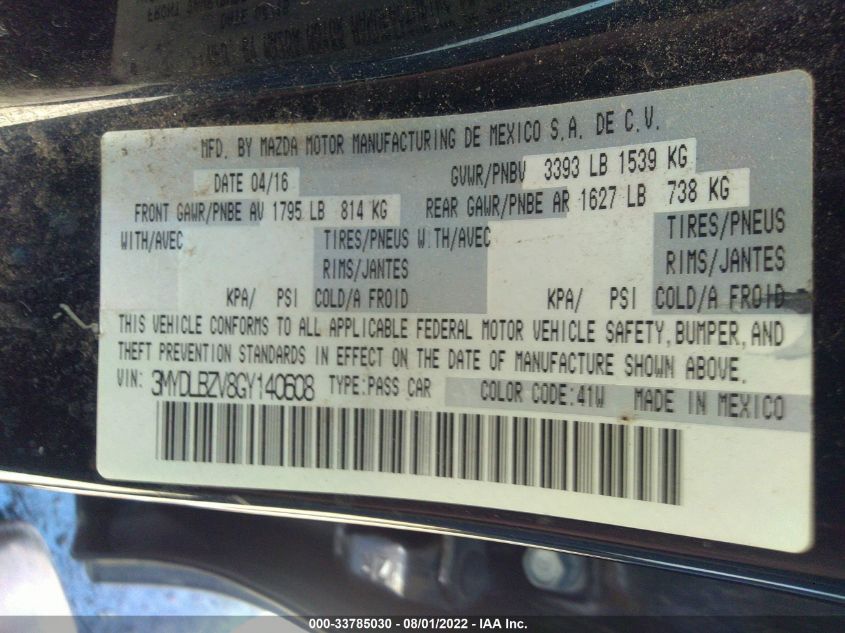 MFD. BY MAZDA MOTOR MANUFACTURING DE MEXICO S.A. DE C.V.
DATE 04/16 GVWR/PNBV 3393 LB 1539 KG
FRONT GAWR/PNBE AV 1795 LB 814 KG REAR GAWR/PNBE AR 1627 LB 738 KG
WITH/AVEC TIRES/PNEUS W TH/AVEC TIRES/PNEUS
RIMS/JANTES RIMS/JANTES
KPA/ PSI COLD/A FROID KPA/ PSI COLD/A FROID
THIS VEHICLE CONFORMS TO ALL APPLICABLE FEDERAL MOTOR VEHICLE SAFETY, BUMPER, AND
THEFT PREVENTION STANDARDS IN EFFECT ON THE DATE OF MANUFACTURE SHOWN ABOVE.
VIN: 3MYDLBZV8GY140608 TYPE:PASS CAR COLOR CODE:41W MADE IN MEXICO
000-33785030 - 08/01/2022 - IAA Inc.